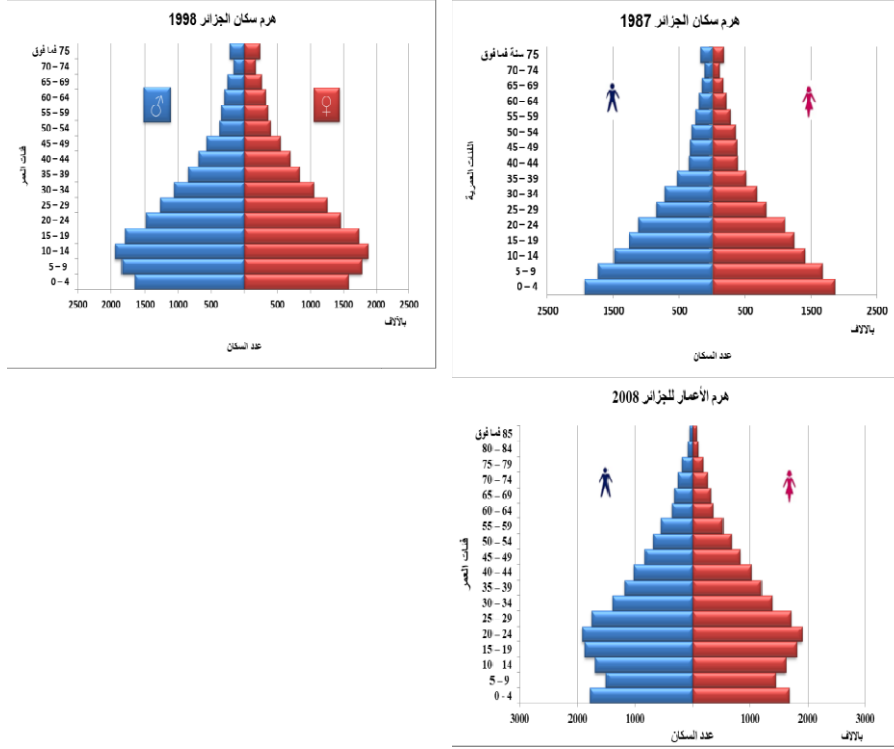 هرم سكان الجزائر 1998
75 فما فوق
70 – 74
65 – 69
60 – 64
55 – 59
50 – 54
45 – 49
40 – 44
35 – 39
30 – 34
25 – 29
20 – 24
15 – 19
10 – 14
5 – 9
0 – 4
فئات العمر
2500 2000 1500 1000 500 500 1000 1500 2000 2500
بالآلاف
عدد السكان
هرم سكان الجزائر 1987
75 سنة فما فوق
70 – 74
65 – 69
60 – 64
55 – 59
50 – 54
45 – 49
40 – 44
35 – 39
30 – 34
25 – 29
20 – 24
15 – 19
10 – 14
5 – 9
0 – 4
الفئات العمرية
2500 1500 500 500 1500 2500
بالالاف
عدد السكان
هرم الأعمار للجزائر 2008
85 فما فوق
80 – 84
75 – 79
70 – 74
65 – 69
60 – 64
55 – 59
50 – 54
45 – 49
40 – 44
35 – 39
30 – 34
25 29
20 – 24
15 – 19
10 14
5 - 9
0 - 4
فئات العمر
3000 2000 1000 1000 2000 3000
عدد السكان بالالاف